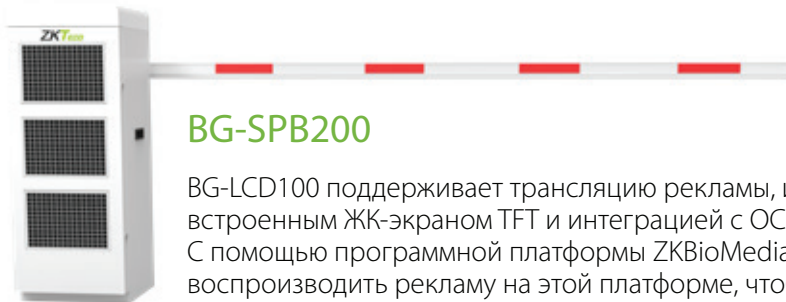 ZKTeco
BG-SPB200
BG-LCD100 поддерживает трансляцию рекламы,
встроенным ЖК-экраном TFT и интеграцией с ОС
С помощью программной платформы ZKBioMedia
воспроизводить рекламу на этой платформе, что